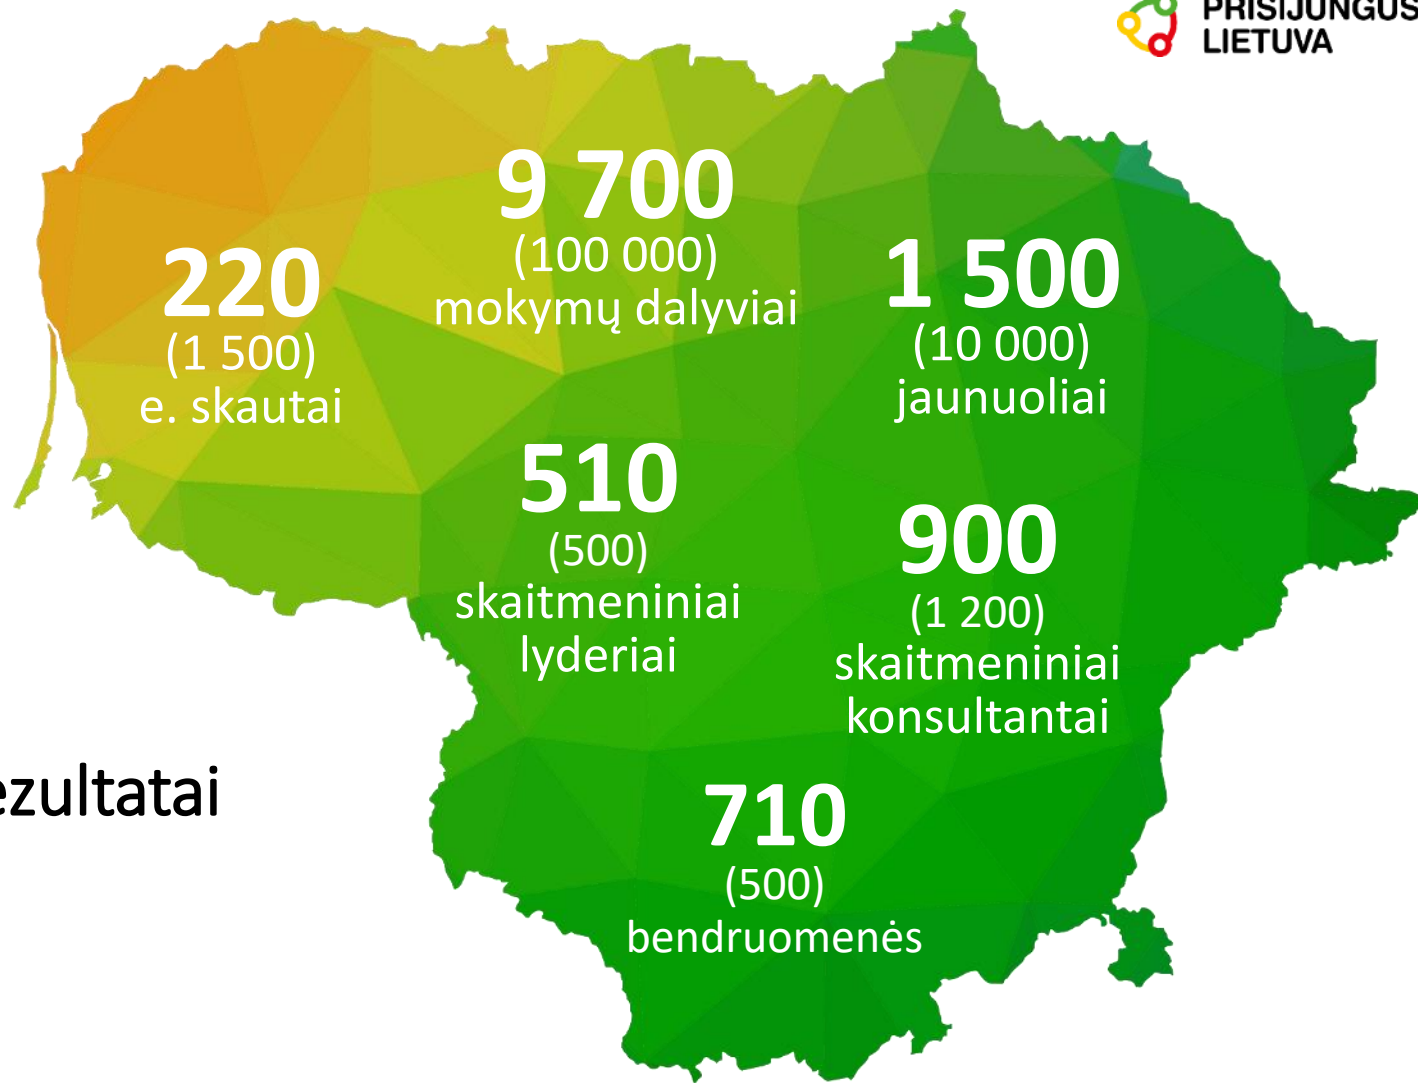 PRISIJUNGUS
LIETUVA
9 700
(100 000)
mokymų dalyviai
220
(1 500)
e. skautai
1 500
(10 000)
jaunuoliai
510
(500)
skaitmeniniai
lyderiai
900
(1 200)
skaitmeniniai
konsultantai
ezultatai
710
(500)
bendruomenės